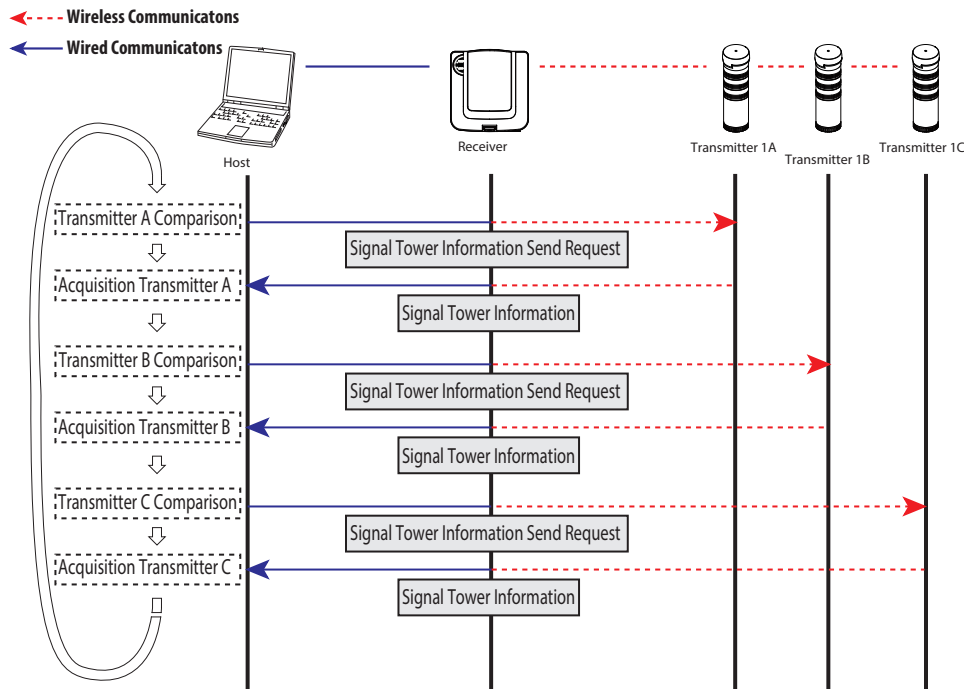 Wireless Communicatons
Wired Communicatons
Host
Receiver
Transmitter 1A
Transmitter 1B
Transmitter 1C
Transmitter A Comparison
Signal Tower Information Send Request
Acquisition Transmitter A
Signal Tower Information
Transmitter B Comparison
Signal Tower Information Send Request
Acquisition Transmitter B
Signal Tower Information
Transmitter C Comparison
Signal Tower Information Send Request
Acquisition Transmitter C
Signal Tower Information